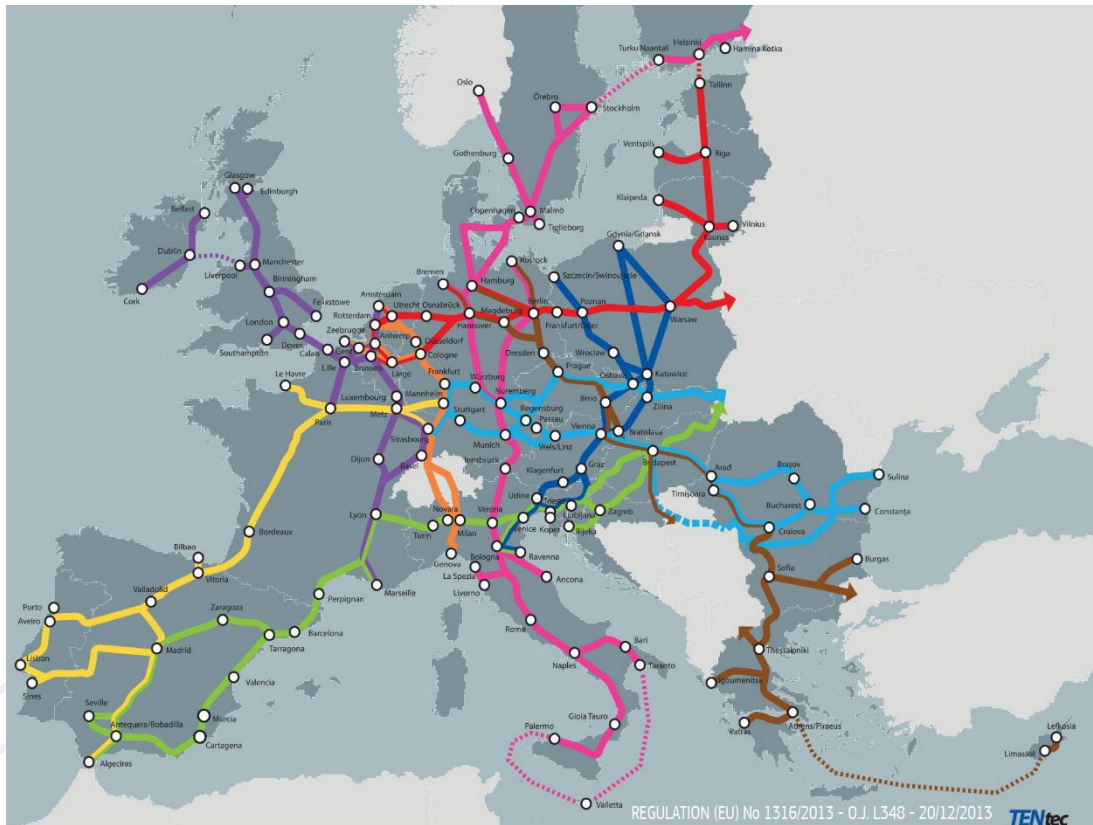 Helsinki
Turku Naantali
Hamina Kotka
Oslo
Tallinn
Örebro
Stockholm
Ventspils
Riga
Gothenburg
Glasgow
Edinburgh
Klaipeda
Belfast
Copenhagen
Malmö
Trelleborg
Vilnius
Kaunas
Gdynia/Gdansk
Dublin
Liverpool
Manchester
Rostock
Bremen
Szczecin/Swinoujscie
Cork
Birmingham
Hamburg
Felixstowe
Amsterdam
Utrecht
Osnabrück
Magdeburg
Berlin
Poznan
Rotterdam
Warsaw
London
Zeebrugge
Hannover
Frankfurt/Oder
Dover
Antwerp
Düsseldorf
Southampton
Calais
Gent
Cologne
Dresden
Wroclaw
Lille
Brussels
Liege
Prague
Katowice
Le Havre
Frankfurt
Ostrava
Würzburg
Luxembourg
Mannheim
Nuremberg
Brno
Zilina
Metz
Stuttgart
Regensburg
Paris
Passau
Strasbourg
Vienna
Bratislava
Munich
Wels/Linz
Dijon
Basel
Budapest
Innsbruck
Klagenfurt
Graz
Arad
Braşov
Sulina
Timişoara
Udine
Trieste
Bucharest
Novara
Verona
Ljubljana
Zagreb
Constanţa
Lyon
Turin
Milan
Venice
Koper
Rijeka
Craiova
Bordeaux
Bologna
Ravenna
Bilbao
Genova
Sofia
Burgas
Vitoria
La Spezia
Ancona
Livorno
Marseille
Valladolid
Perpignan
Porto
Zaragoza
Aveiro
Roma
Barcelona
Bari
Madrid
Tarragona
Thessaloniki
Lisbon
Naples
Taranto
Valencia
Igoumenitsa
Sines
Seville
Murcia
Gioia Tauro
Patras
Athens/Piraeus
Antequera/Bobadilla
Palermo
Lefkosia
Cartagena
Limassol
Algeciras
Valletta
REGULATION (EU) No 1316/2013 - O.J. L348 - 20/12/2013
TENtec